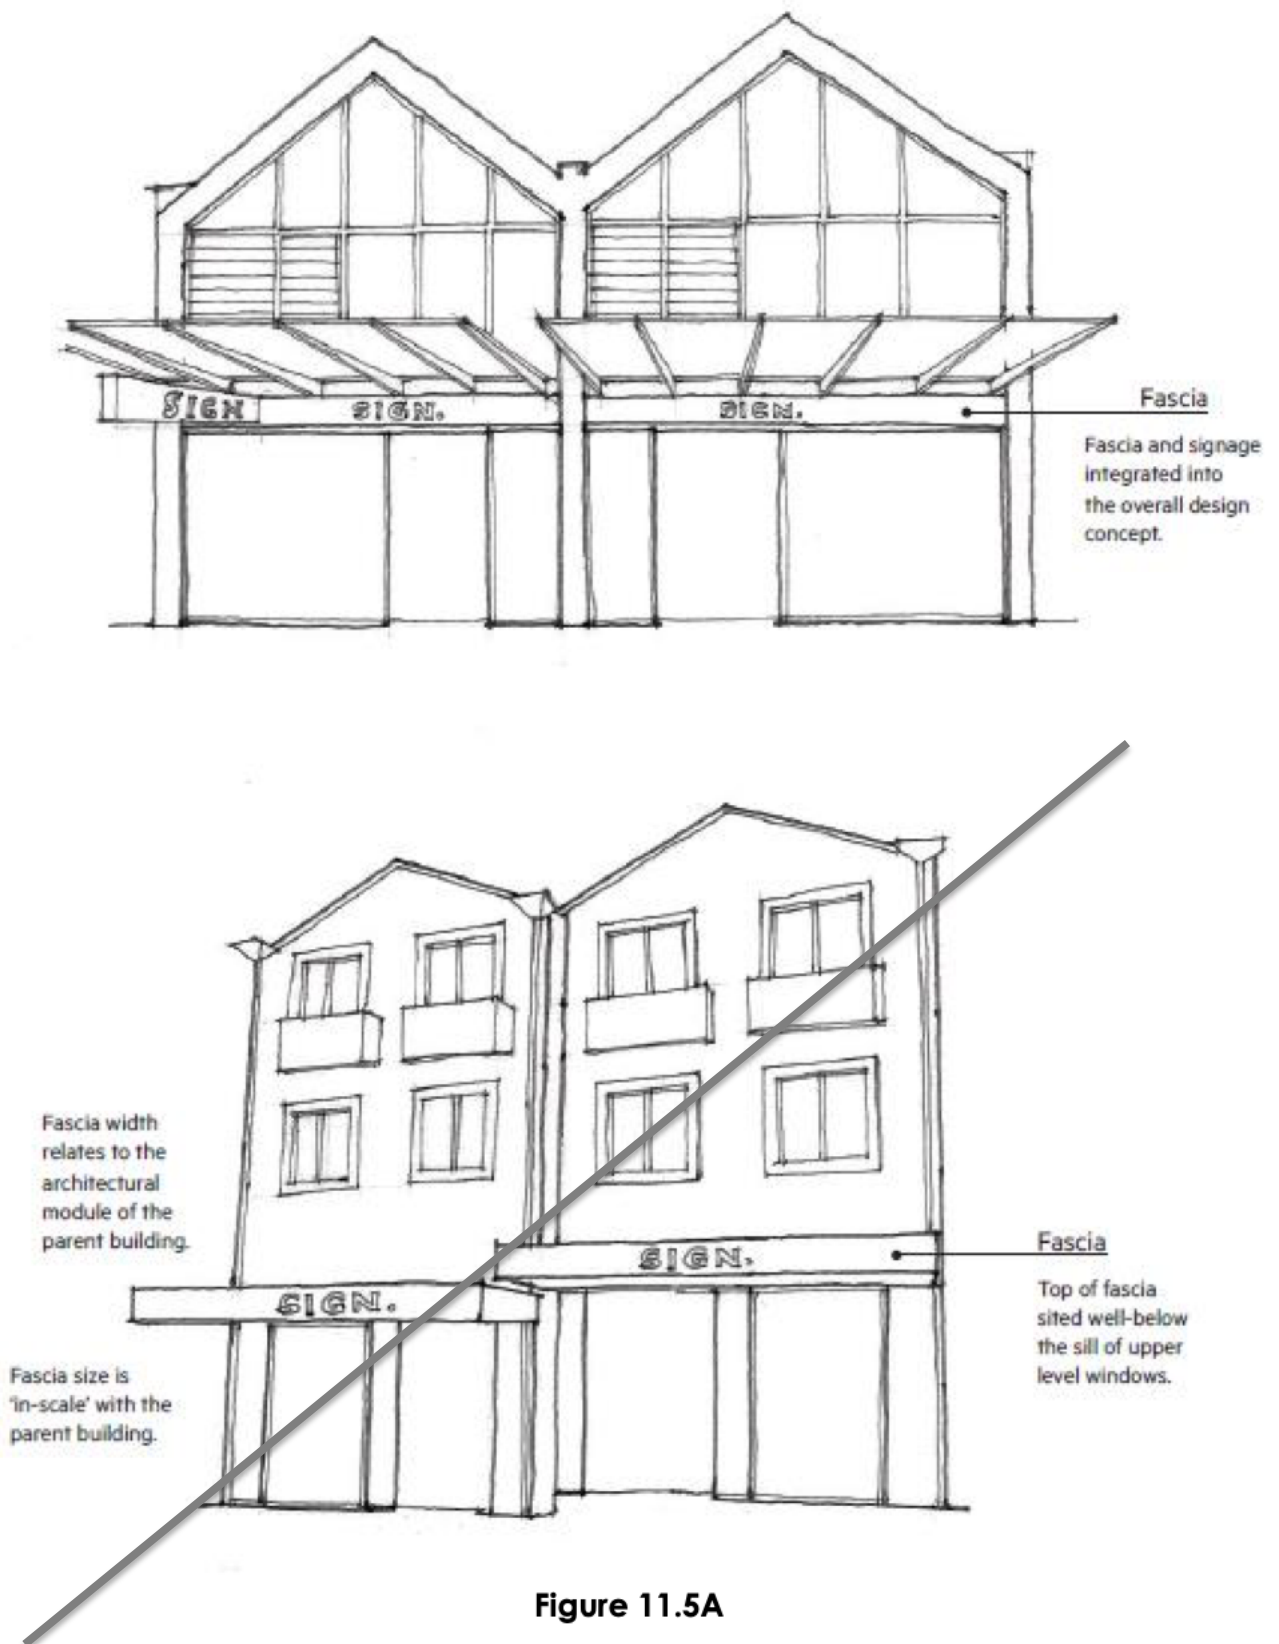 SIGN
SIGN.
SIGN.
Fascia
Fascia and signage
integrated into
the overall design
concept.
Fascia width
relates to the
architectural
module of the
parent building.
SIGN.
Fascia
SIGN.
Top of fascia
sited well-below
the sill of upper
level windows.
Fascia size is
'in-scale' with the
parent building.
Figure 11.5A